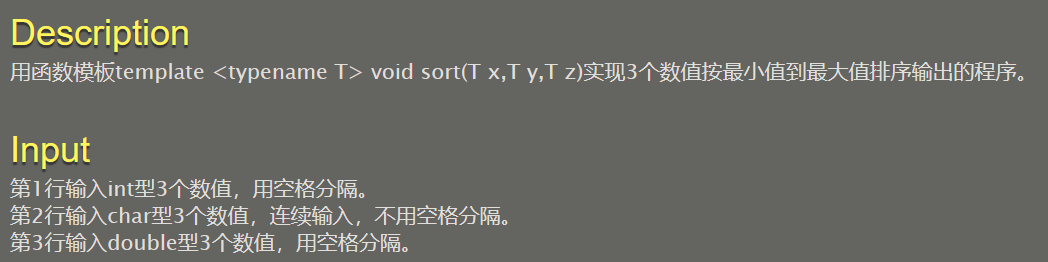 Description
用函数模板template <typename T> void sort(T x,T y,T z)实现3个数值按最小值到最大值排序输出的程序。
Input
第1行输入int型3个数值，用空格分隔。
第2行输入char型3个数值，连续输入，不用空格分隔。
第3行输入double型3个数值，用空格分隔。